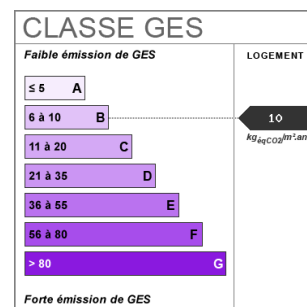 CLASSE GES
Faible émission de GES
LOGEMENT
≤ 5 A
6 à 10 B
10
kgéqCO2/m².an
11 à 20 C
21 à 35 D
36 à 55 E
56 à 80 F
> 80 G
Forte émission de GES